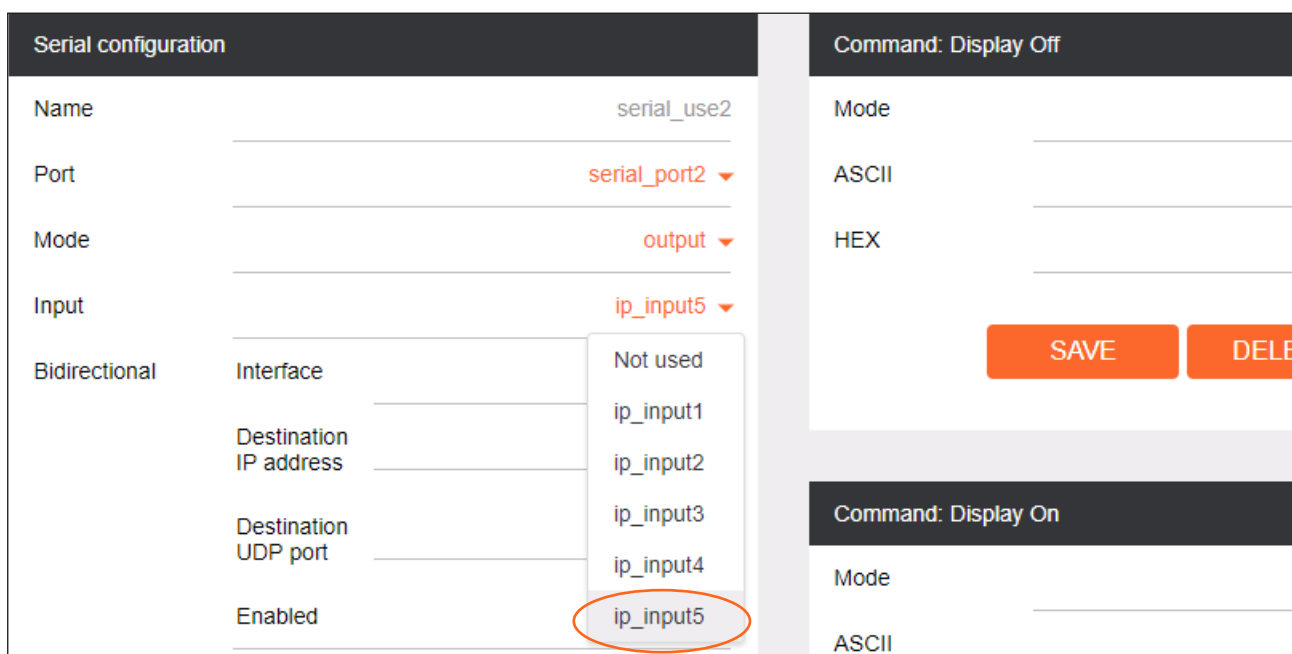 Serial configuration
Name
serial_use2
Port
serial_port2
Mode
output
Input
ip_input5
Not used
ip_input1
ip_input2
ip_input3
ip_input4
ip_input5
Bidirectional
Interface
Destination
IP address
Destination
UDP port
Enabled
Command: Display Off
Mode
ASCII
HEX
SAVE
DELE
Command: Display On
Mode
ASCII